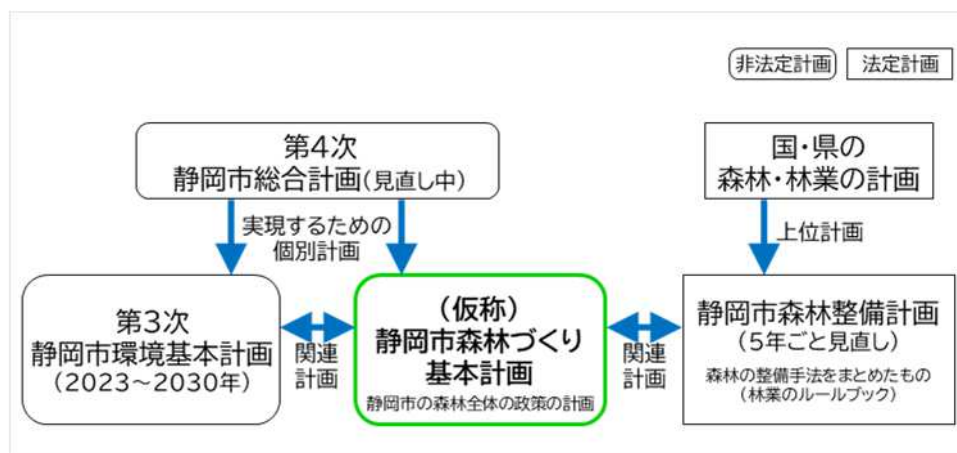 非法定計画
法定計画
第4次
静岡市総合計画(見直し中)
国・県の
森林・林業の計画
実現するための
個別計画
上位計画
第3次
静岡市環境基本計画
(2023～2030年)
関連
計画
(仮称)
静岡市森林づくり
基本計画
静岡市の森林全体の政策の計画
関連
計画
静岡市森林整備計画
(5年ごと見直し)
森林の整備手法をまとめたもの
(林業のルールブック)